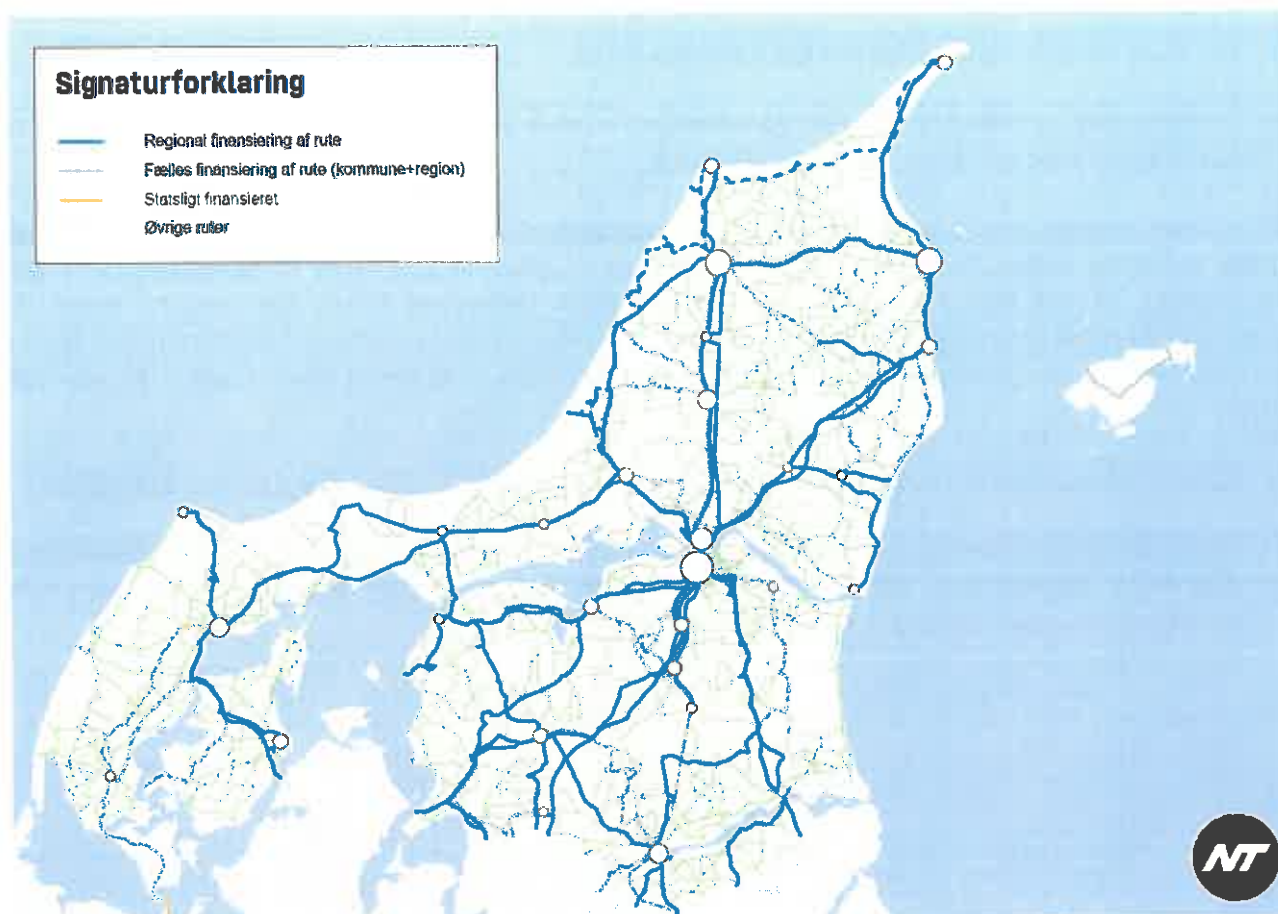 Signaturforklaring
Regional finansiering af rute
Fælles finansiering af rute (kommune+region)
Statsligt finansieret
Øvrige ruter
NT